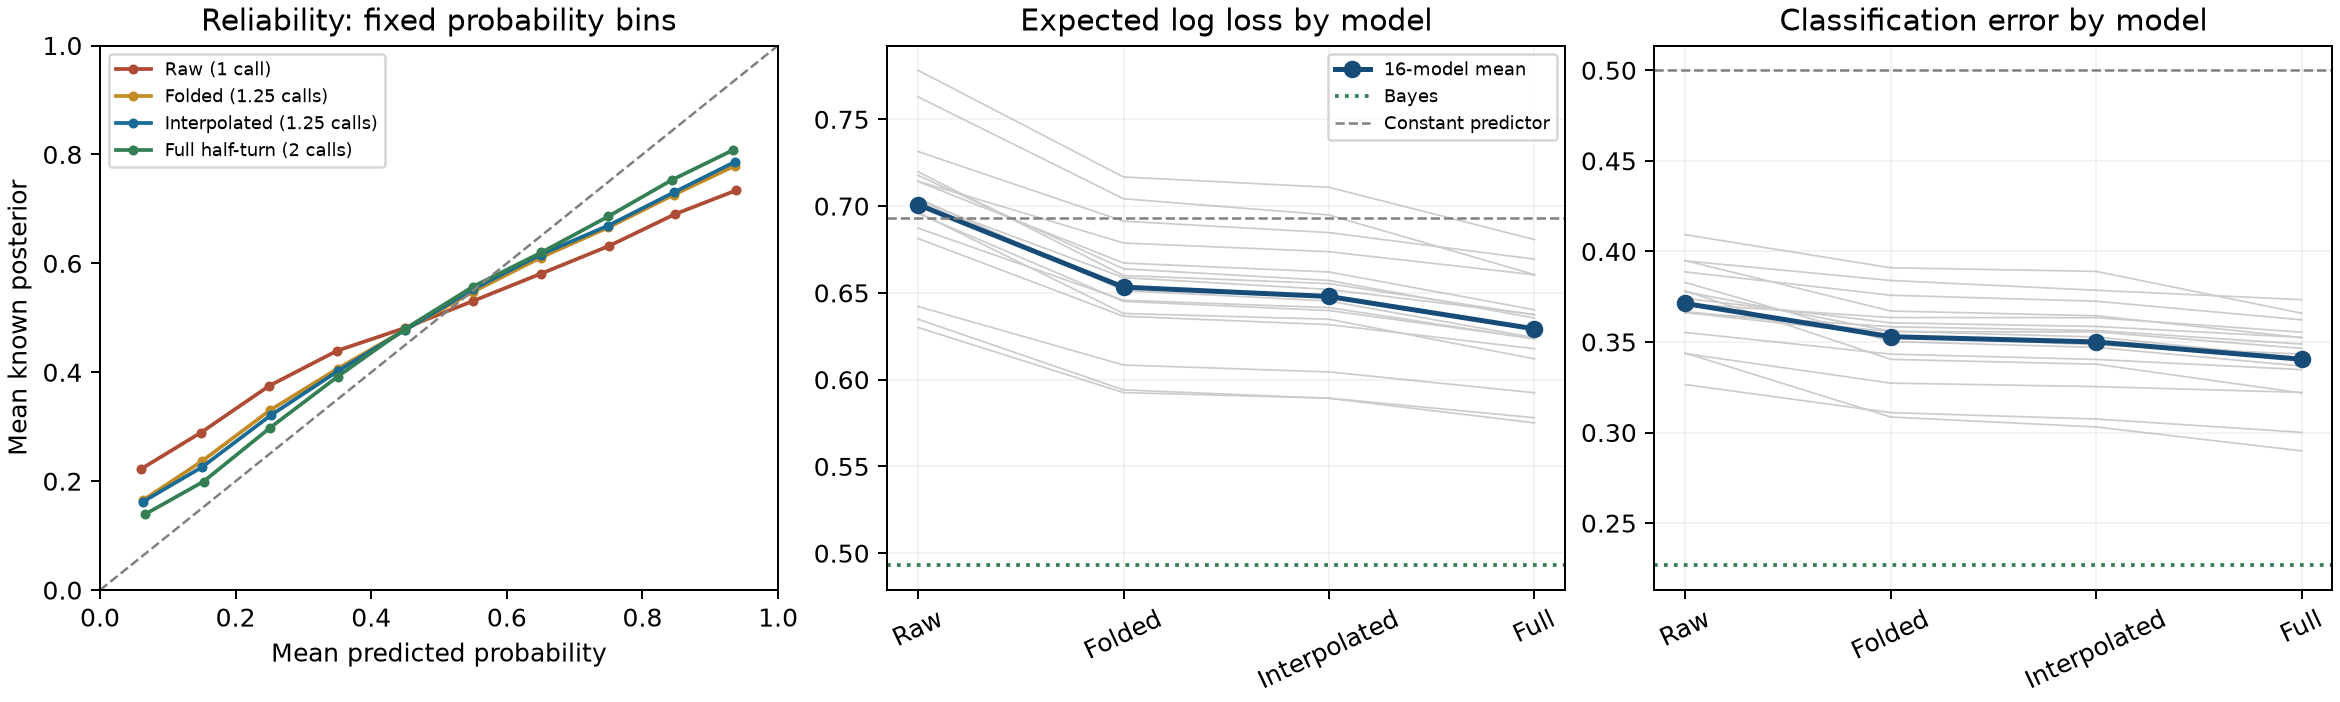 Reliability: fixed probability bins
1.0
0.8
0.6
0.4
0.2
0.0
Mean known posterior
Raw (1 call)
Folded (1.25 calls)
Interpolated (1.25 calls)
Full half-turn (2 calls)
0.0 0.2 0.4 0.6 0.8 1.0
Mean predicted probability
Expected log loss by model
0.75
0.70
0.65
0.60
0.55
0.50
16-model mean
Bayes
Constant predictor
Raw Folded Interpolated Full
Classification error by model
0.50
0.45
0.40
0.35
0.30
0.25
Raw Folded Interpolated Full